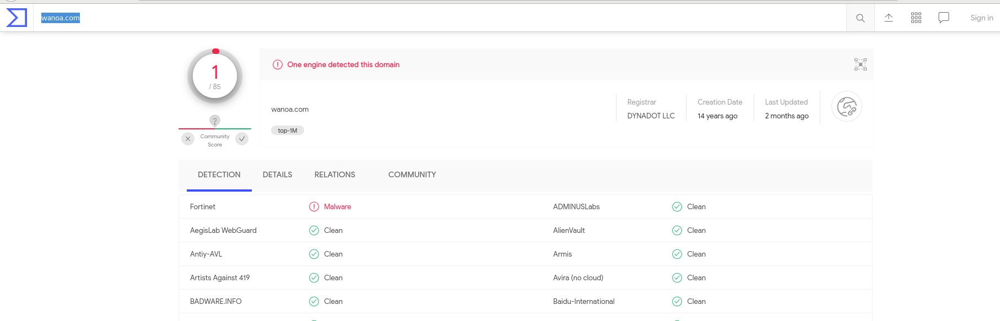 wanoa.com
Sign in
1
/ 85
? 
Community
Score
One engine detected this domain
wanoa.com
top-1M
Registrar
DYNADOT LLC
Creation Date
14 years ago
Last Updated
2 months ago
DETECTION DETAILS RELATIONS COMMUNITY
Fortinet Malware ADMINUSLabs Clean
AegisLab WebGuard Clean AlienVault Clean
Antiy-AVL Clean Armis Clean
Artists Against 419 Clean Avira (no cloud) Clean
BADWARE.INFO Clean Baidu-International Clean